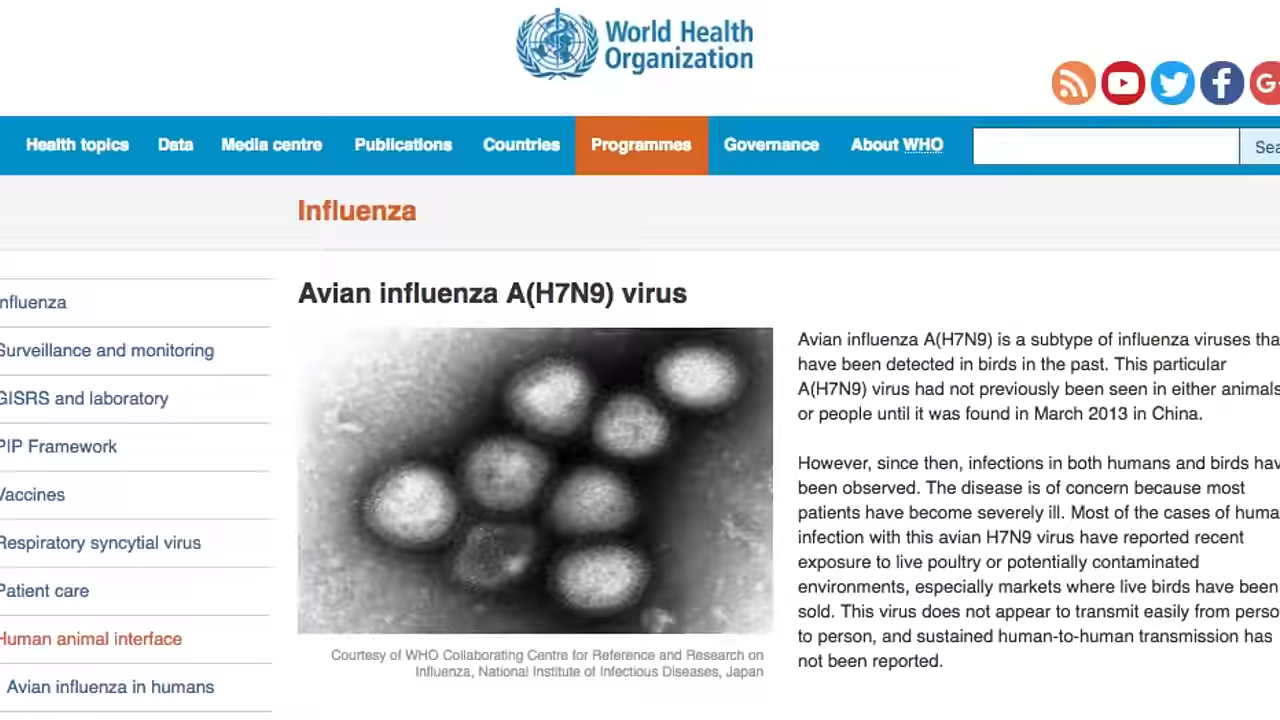 World Health
Organization
Health topics Data Media centre Publications Countries Programmes Governance About WHO
Influenza
Surveillance and monitoring
GISRS and laboratory
PIP Framework
Vaccines
Respiratory syncytial virus
Patient care
Human animal interface
Avian influenza in humans
Avian influenza A(H7N9) virus
Courtesy of WHO Collaborating Centre for Reference and Research on
Influenza, National Institute of Infectious Diseases, Japan
Avian influenza A(H7N9) is a subtype of influenza viruses tha
have been detected in birds in the past. This particular
A(H7N9) virus had not previously been seen in either animals
or people until it was found in March 2013 in China.
However, since then, infections in both humans and birds hav
been observed. The disease is of concern because most
patients have become severely ill. Most of the cases of huma
infection with this avian H7N9 virus have reported recent
exposure to live poultry or potentially contaminated
environments, especially markets where live birds have been
sold. This virus does not appear to transmit easily from perso
to person, and sustained human-to-human transmission has
not been reported.